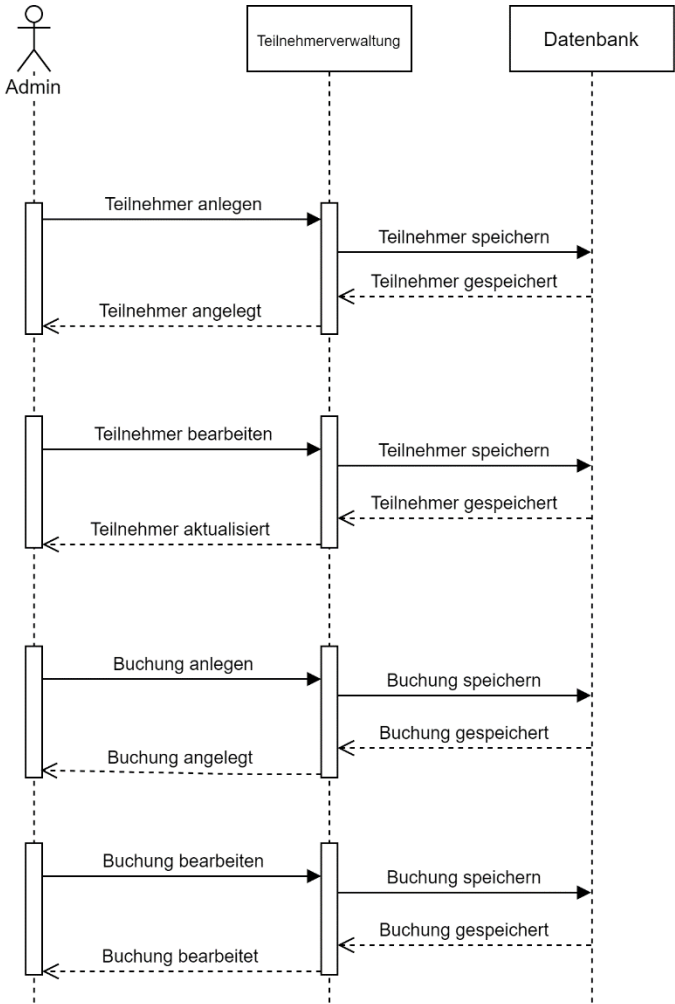 Teilnehmerverwaltung
Datenbank
Admin
Teilnehmer anlegen
Teilnehmer speichern
Teilnehmer gespeichert
Teilnehmer angelegt
Teilnehmer bearbeiten
Teilnehmer speichern
Teilnehmer gespeichert
Teilnehmer aktualisiert
Buchung anlegen
Buchung speichern
Buchung gespeichert
Buchung angelegt
Buchung bearbeiten
Buchung speichern
Buchung gespeichert
Buchung bearbeitet